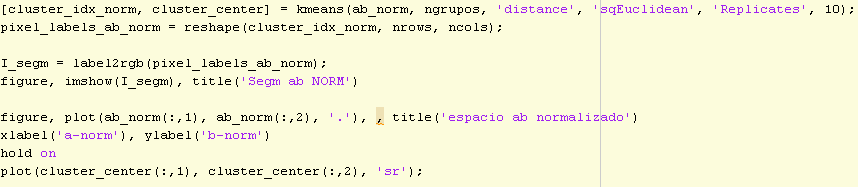 [cluster_idx_norm, cluster_center] = kmeans(ab_norm, ngrupos, 'distance', 'sqEuclidean', 'Replicates', 10);
pixel_labels_ab_norm = reshape(cluster_idx_norm, nrows, ncols);
I_segm = label2rgb(pixel_labels_ab_norm);
figure, imshow(I_segm), title('Segm ab NORM')
figure, plot(ab_norm(:,1), ab_norm(:,2), '.'), , title('espacio ab normalizado')
xlabel('a-norm'), ylabel('b-norm')
hold on
plot(cluster_center(:,1), cluster_center(:,2), 'sr');